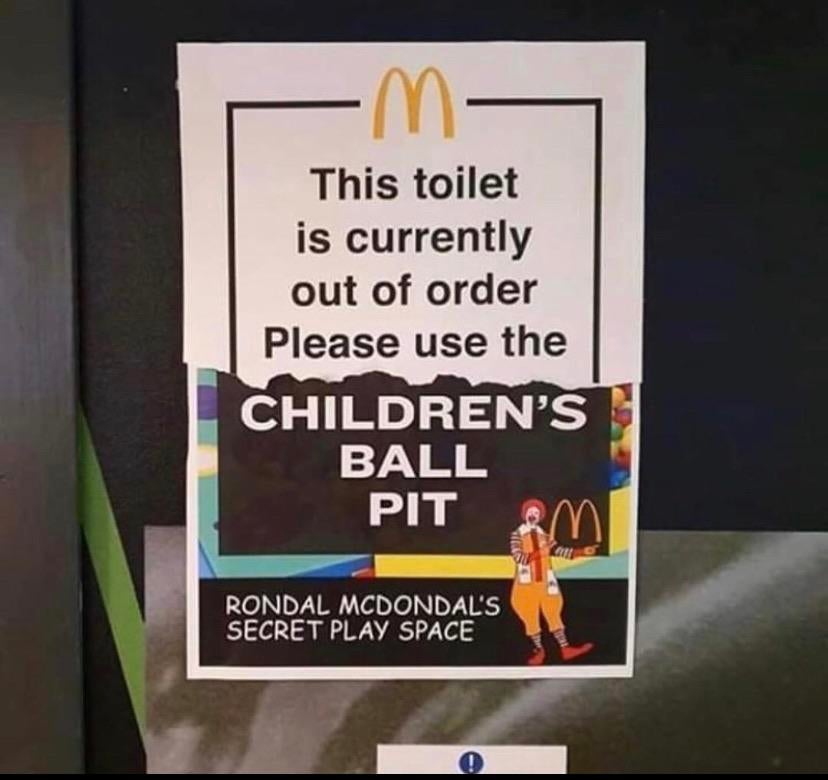 This toilet
is currently
out of order
Please use the
CHILDREN'S
BALL
PIT
RONDAL MCDONDAL'S
SECRET PLAY SPACE